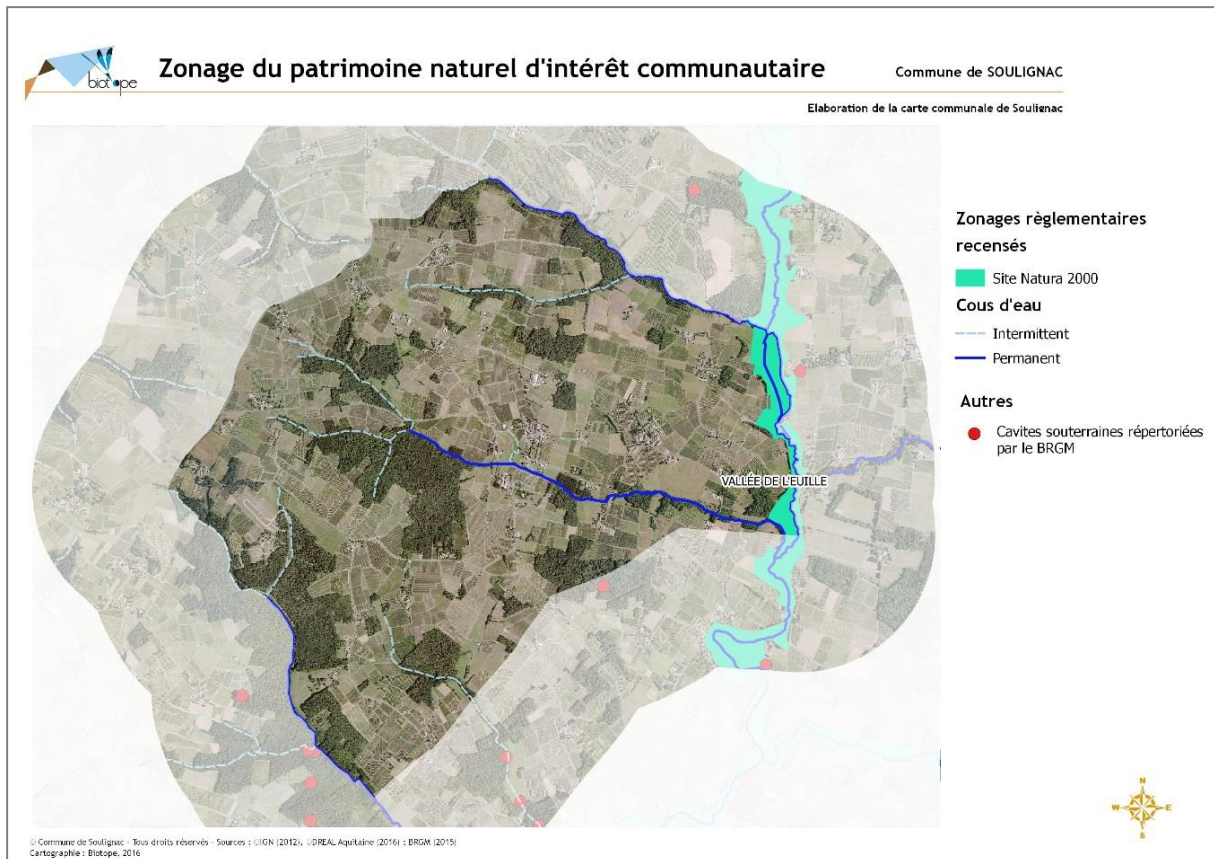 biotope
Zonage du patrimoine naturel d'intérêt communautaire
Commune de SOULIGNAC
Elaboration de la carte communale de Soulignac
Zonages règlementaires
recensés
Site Natura 2000
Cous d'eau
Intermittent
Permanent
Autres
Cavites souterraines répertoriées
par le BRGM
VALLÉE DE L'EUILLE
N
W E
S
© Commune de Soulignac - Tous droits réservés - Sources : ©IGN (2012), ©DREAL Aquitaine (2016) ; BRGM (2015)
Cartographie : Biotope, 2016